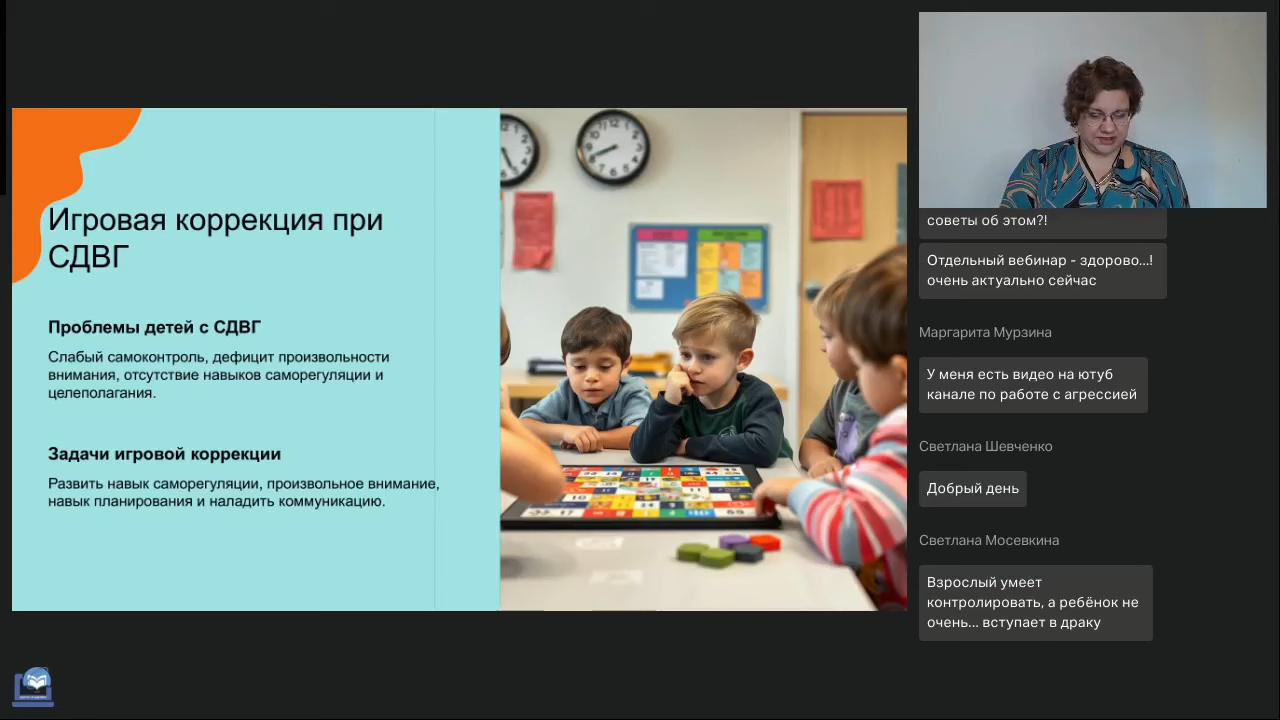 Игровая коррекция при
СДВГ
Проблемы детей с СДВГ
Слабый самоконтроль, дефицит произвольности
внимания, отсутствие навыков саморегуляции и
целеполагания.
Задачи игровой коррекции
Развить навык саморегуляции, произвольное внимание,
навык планирования и наладить коммуникацию.
советы об этом?!
Отдельный вебинар - здорово...!
очень актуально сейчас
Маргарита Мурзина
У меня есть видео на ютуб
канале по работе с агрессией
Светлана Шевченко
Добрый день
Светлана Мосевкина
Взрослый умеет
контролировать, а ребёнок не
очень... вступает в драку